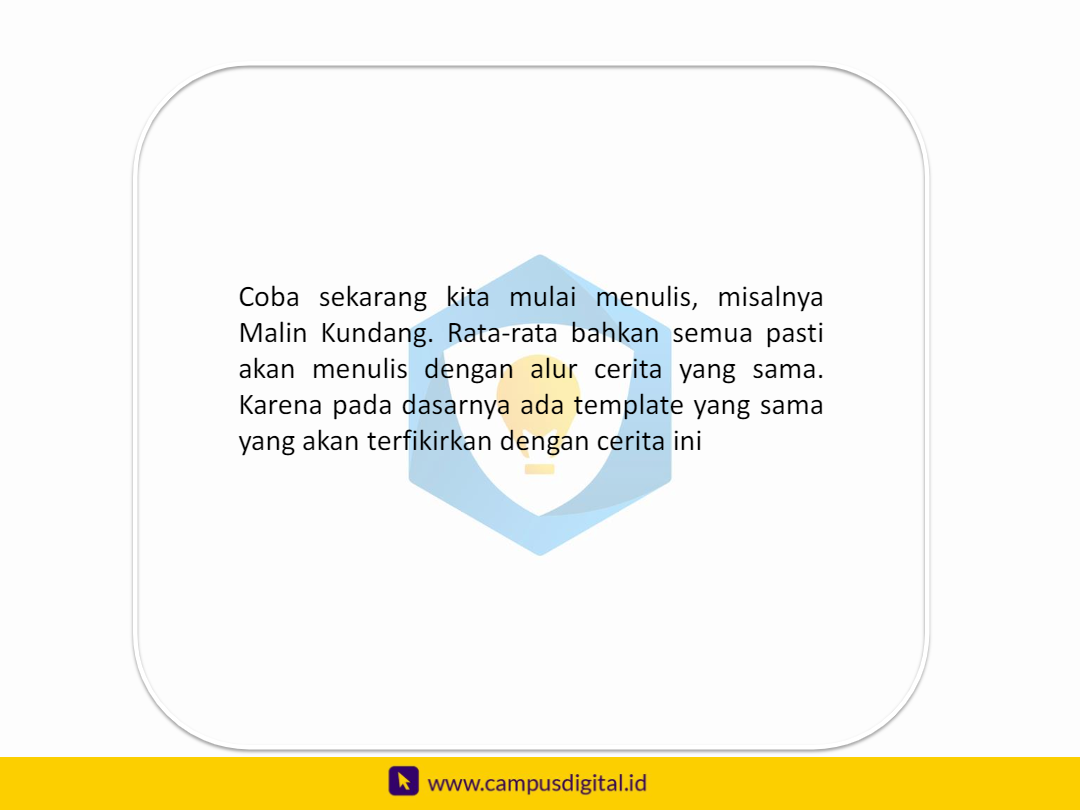 Coba sekarang kita mulai menulis, misalnya
Malin Kundang. Rata-rata bahkan semua pasti
akan menulis dengan alur cerita yang sama.
Karena pada dasarnya ada template yang sama
yang akan terfikirkan dengan cerita ini
www.campusdigital.id